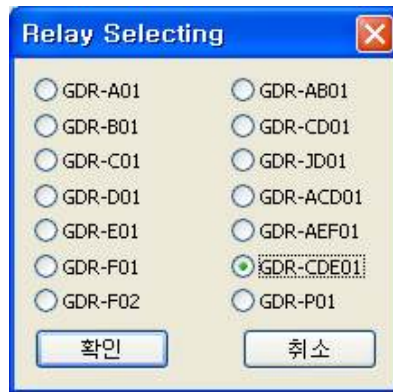 Relay Selecting
GDR-A01 GDR-AB01
GDR-B01 GDR-CD01
GDR-C01 GDR-JD01
GDR-D01 GDR-ACD01
GDR-E01 GDR-AEF01
GDR-F01 GDR-CDE01
GDR-F02 GDR-P01
확인 취소